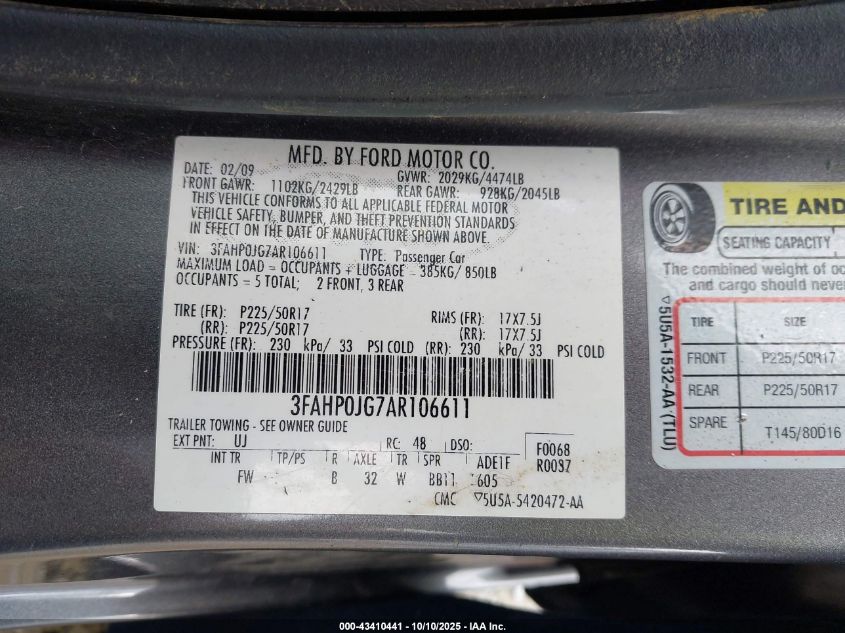 MFD. BY FORD MOTOR CO.
DATE: 02/09 GVWR: 2029KG/4474LB
FRONT GAWR: 1102KG/2429LB REAR GAWR: 928KG/2045LB
THIS VEHICLE CONFORMS TO ALL APPLICABLE FEDERAL MOTOR
VEHICLE SAFETY, BUMPER, AND THEFT PREVENTION STANDARDS
IN EFFECT ON THE DATE OF MANUFACTURE SHOWN ABOVE.
VIN: 3FAHP0JG7AR106611 TYPE: Passenger Car
MAXIMUM LOAD = OCCUPANTS + LUGGAGE = 385KG/ 850LB
OCCUPANTS = 5 TOTAL; 2 FRONT, 3 REAR
TIRE (FR): P225/50R17 RIMS (FR): 17X7.5J
(RR): P225/50R17 (RR): 17X7.5J
PRESSURE (FR): 230 kPa/ 33 PSI COLD (RR): 230 kPa/ 33 PSI COLD
3FAHP0JG7AR106611
TRAILER TOWING - SEE OWNER GUIDE
EXT PNT: UJ RC: 48 DSO: F0068
INT TR TP/PS R AXLE TR SPR ADE1F R0037
FW B 32 W BB11 605
CMC ▽5U5A-5420472-AA
TIRE AND
SEATING CAPACITY
The combined weight of oc
and cargo should never
▽5U5A-1532-AA (TLU)
TIRE SIZE
FRONT P225/50R17
REAR P225/50R17
SPARE T145/80D16
000-43410441 - 10/10/2025 - IAA Inc.